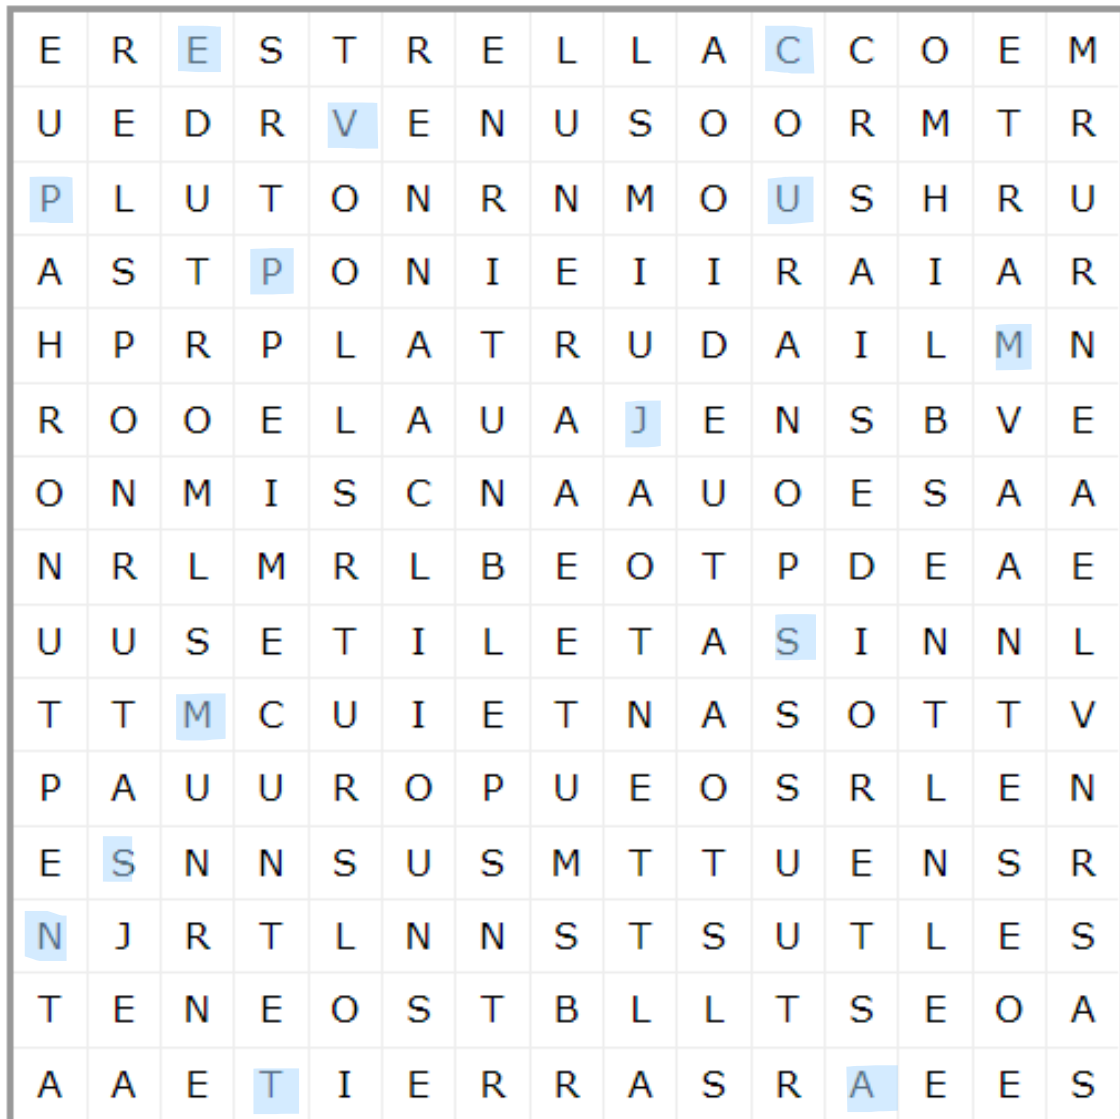 E R E S T R E L L A C C O E M
U E D R V E N U S O O R M T R
P L U T O N R N M O U S H R U
A S T P O N I E I I R A I A R
H P R P L A T R U D A I L M N
R O O E L A U A J E N S B V E
O N M I S C N A A U O E S A A
N R L M R L B E O T P D E A E
U U S E T I L E T A S I N N L
T T M C U I E T N A S O T T V
P A U U R O P U E O S R L E N
E S N N S U S M T T U E N S R
N J R T L N N S T S U T L E S
T E N E O S T B L L T S E O A
A A E T I E R R A S R A E E S